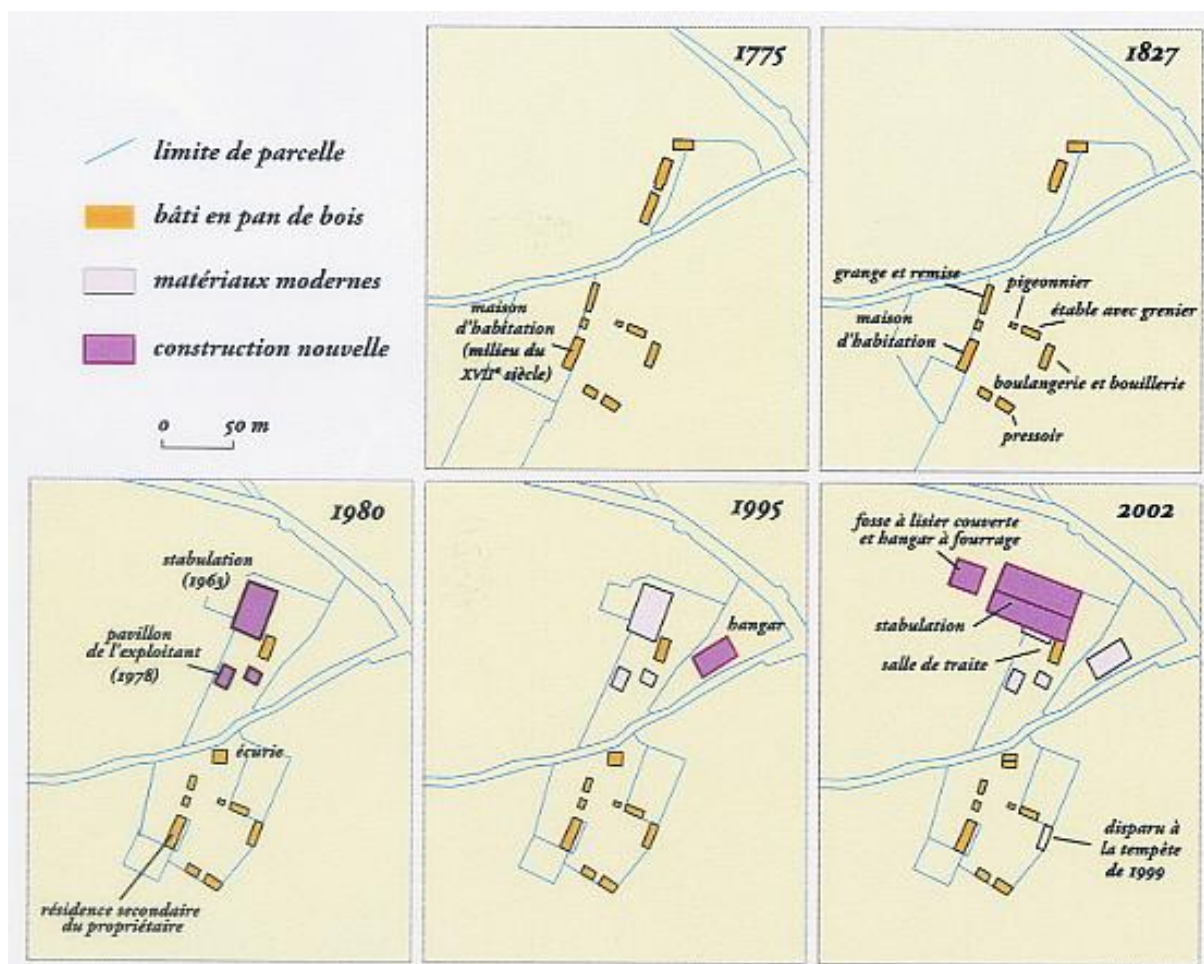 limite de parcelle
bâti en pan de bois
matériaux modernes
construction nouvelle
0 50 m
1775
maison
d'habitation
(milieu du
XVIIe siècle)
1827
grange et remise
pigeonnier
étable avec grenier
maison
d'habitation
boulangerie et bouillerie
pressoir
1980
stabulation
(1963)
pavillon
de l'exploitant
(1978)
écurie
résidence secondaire
du propriétaire
1995
hangar
2002
fosse à lisier couverte
et hangar à fourrage
stabulation
salle de traite
disparu à
la tempête
de 1999